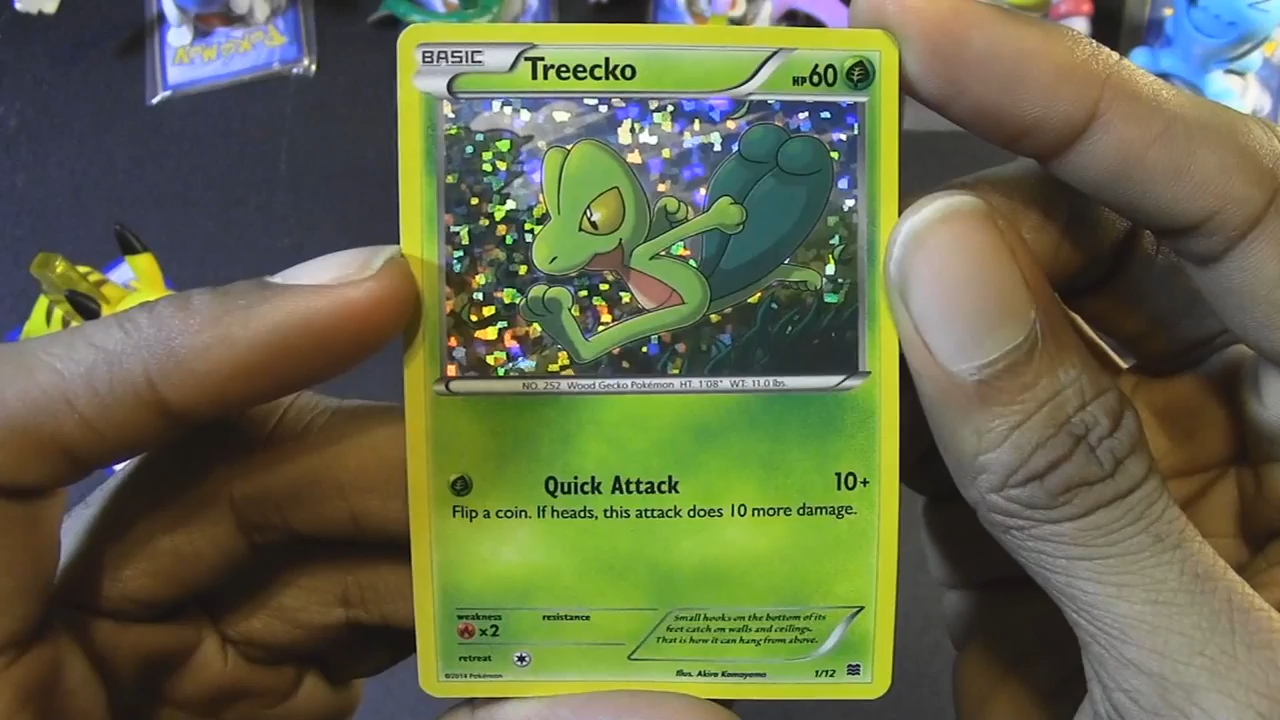 POKéMON
BASIC Treecko HP60
NO. 252 Wood Gecko Pokémon HT: 1'08" WT: 11.0 lbs.
Quick Attack 10+
Flip a coin. If heads, this attack does 10 more damage.
weakness resistance
×2
Small hooks on the bottom of its
feet catch on walls and ceilings.
That is how it can hang from above.
retreat
©2014 Pokémon Illus. Akira Komayama 1/12